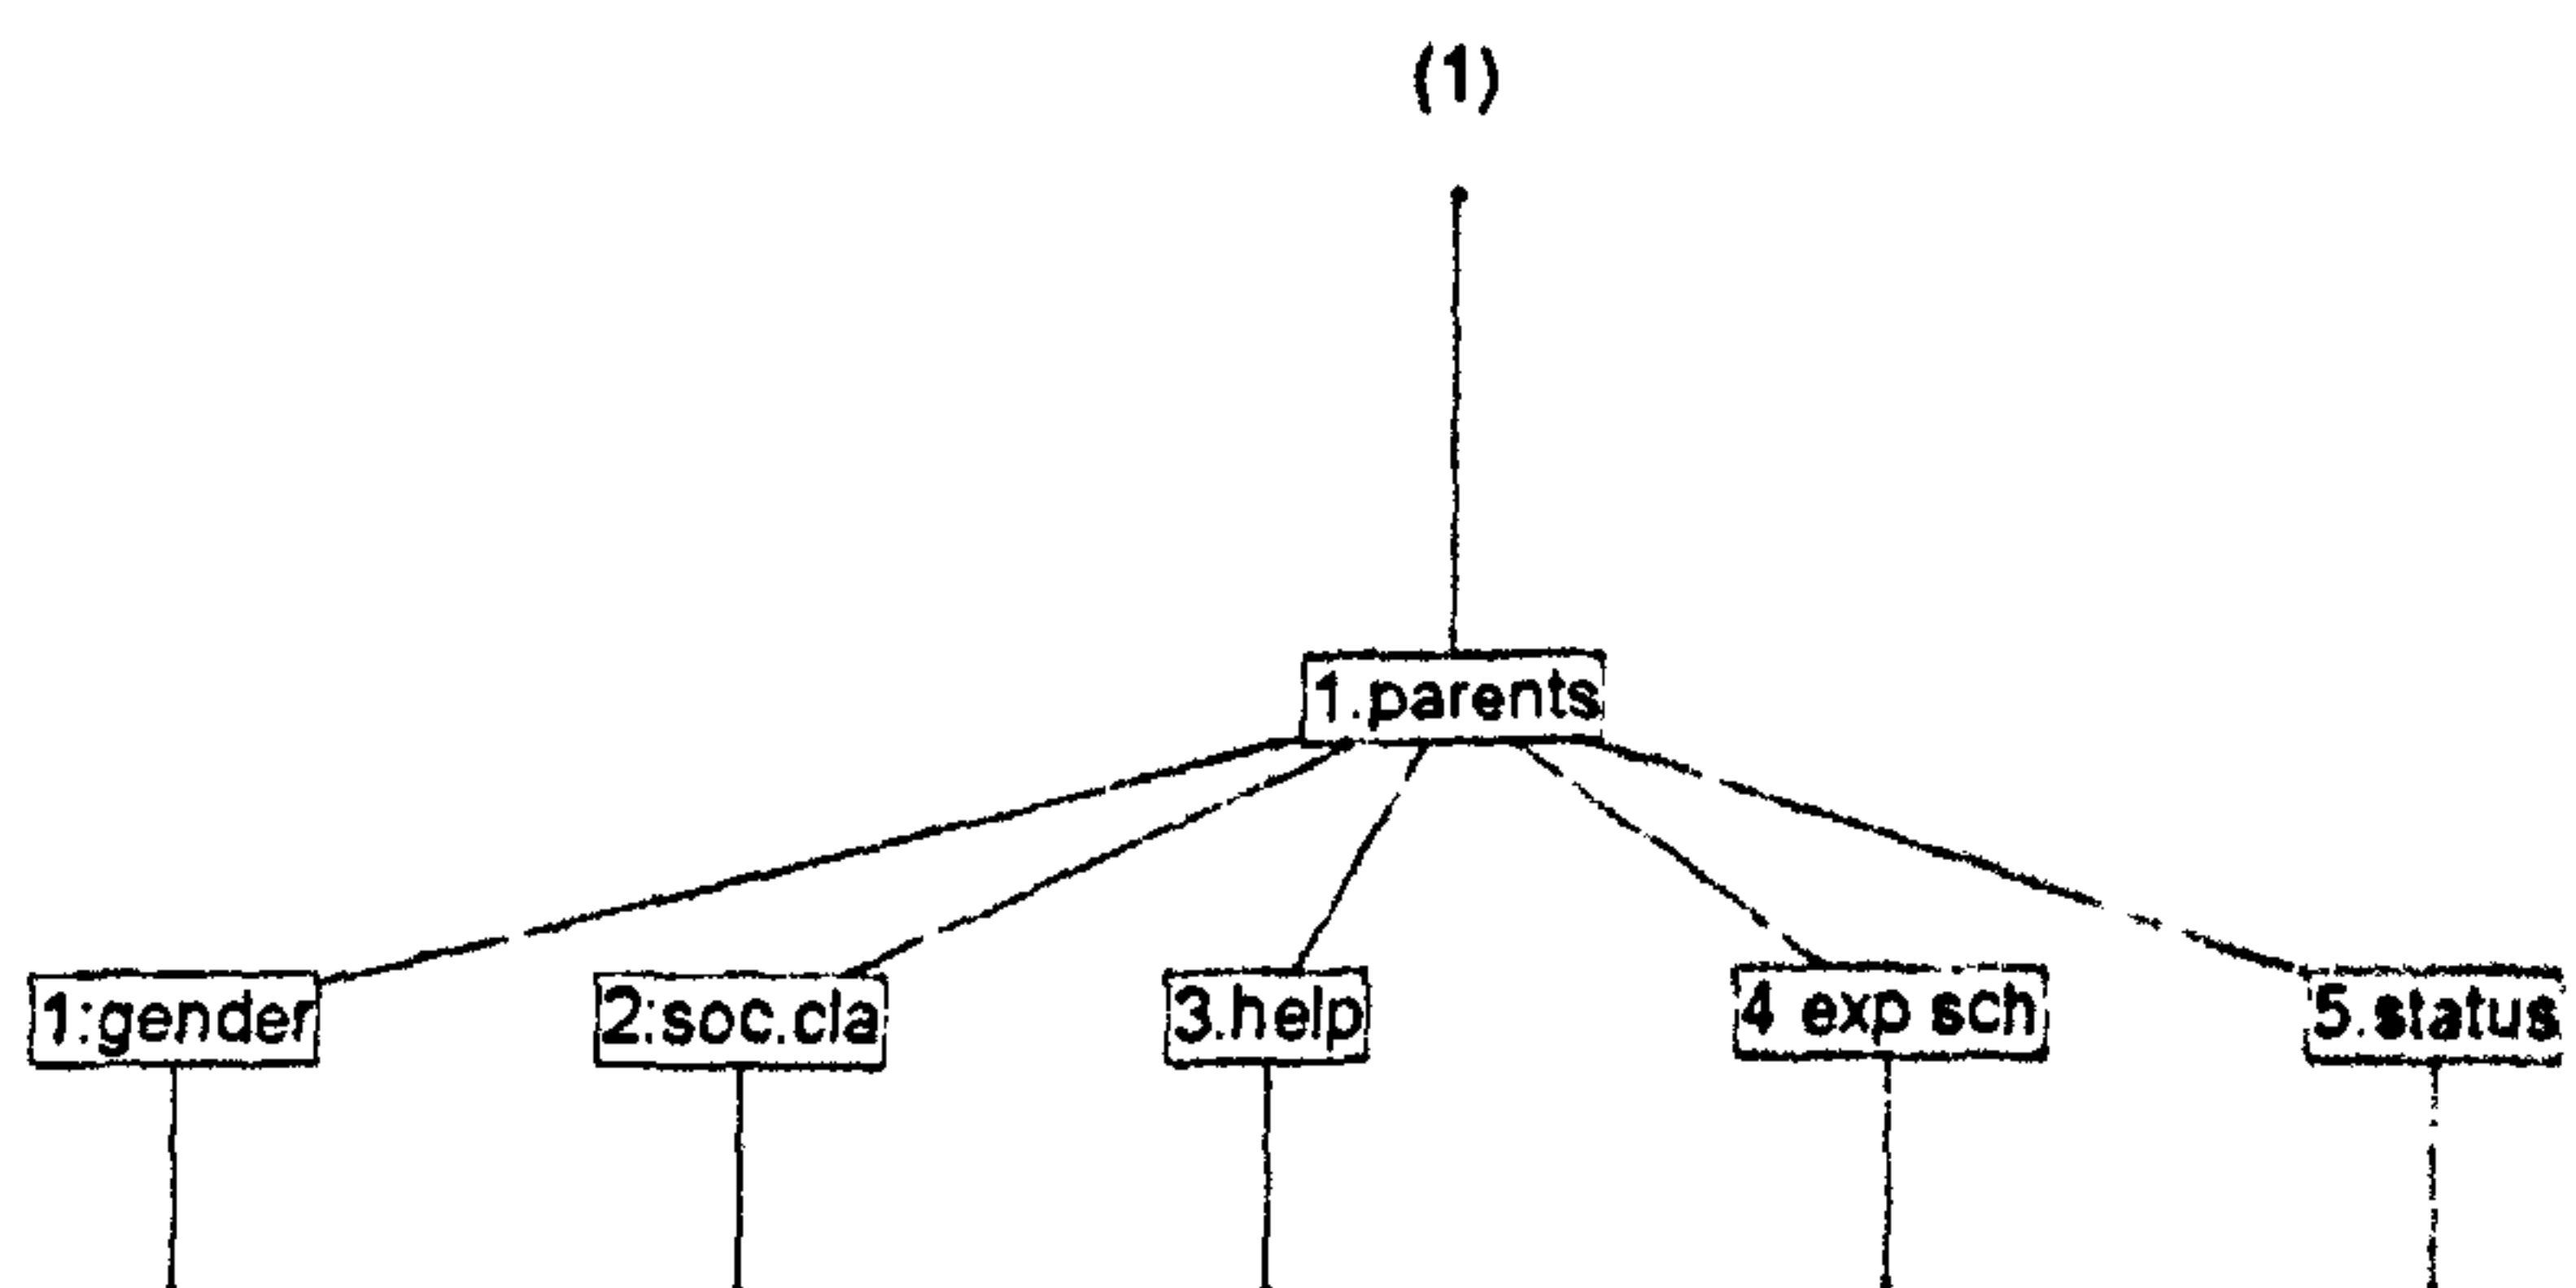 (1)
1.parents
1:gender
2:soc.cla
3.help
4 exp sch
5.status